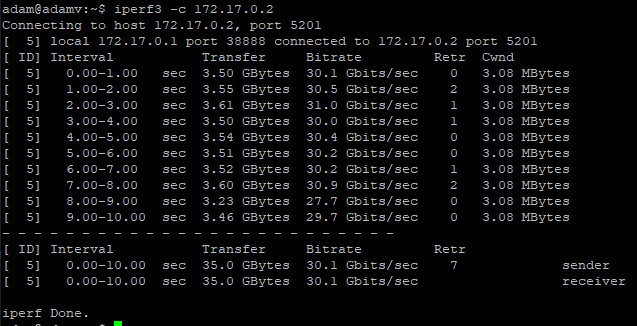 adam@adamv:~$ iperf3 -c 172.17.0.2
Connecting to host 172.17.0.2, port 5201
[  5] local 172.17.0.1 port 38888 connected to 172.17.0.2 port 5201
[ ID] Interval           Transfer     Bitrate         Retr  Cwnd
[  5]   0.00-1.00   sec  3.50 GBytes  30.1 Gbits/sec    0   3.08 MBytes
[  5]   1.00-2.00   sec  3.55 GBytes  30.5 Gbits/sec    2   3.08 MBytes
[  5]   2.00-3.00   sec  3.61 GBytes  31.0 Gbits/sec    1   3.08 MBytes
[  5]   3.00-4.00   sec  3.50 GBytes  30.0 Gbits/sec    1   3.08 MBytes
[  5]   4.00-5.00   sec  3.54 GBytes  30.4 Gbits/sec    0   3.08 MBytes
[  5]   5.00-6.00   sec  3.51 GBytes  30.2 Gbits/sec    0   3.08 MBytes
[  5]   6.00-7.00   sec  3.52 GBytes  30.2 Gbits/sec    1   3.08 MBytes
[  5]   7.00-8.00   sec  3.60 GBytes  30.9 Gbits/sec    2   3.08 MBytes
[  5]   8.00-9.00   sec  3.23 GBytes  27.7 Gbits/sec    0   3.08 MBytes
[  5]   9.00-10.00  sec  3.46 GBytes  29.7 Gbits/sec    0   3.08 MBytes
- - - - - - - - - - - - - - - - - - - - - - - - -
[ ID] Interval           Transfer     Bitrate         Retr
[  5]   0.00-10.00  sec  35.0 GBytes  30.1 Gbits/sec    7             sender
[  5]   0.00-10.00  sec  35.0 GBytes  30.1 Gbits/sec                  receiver
iperf Done.